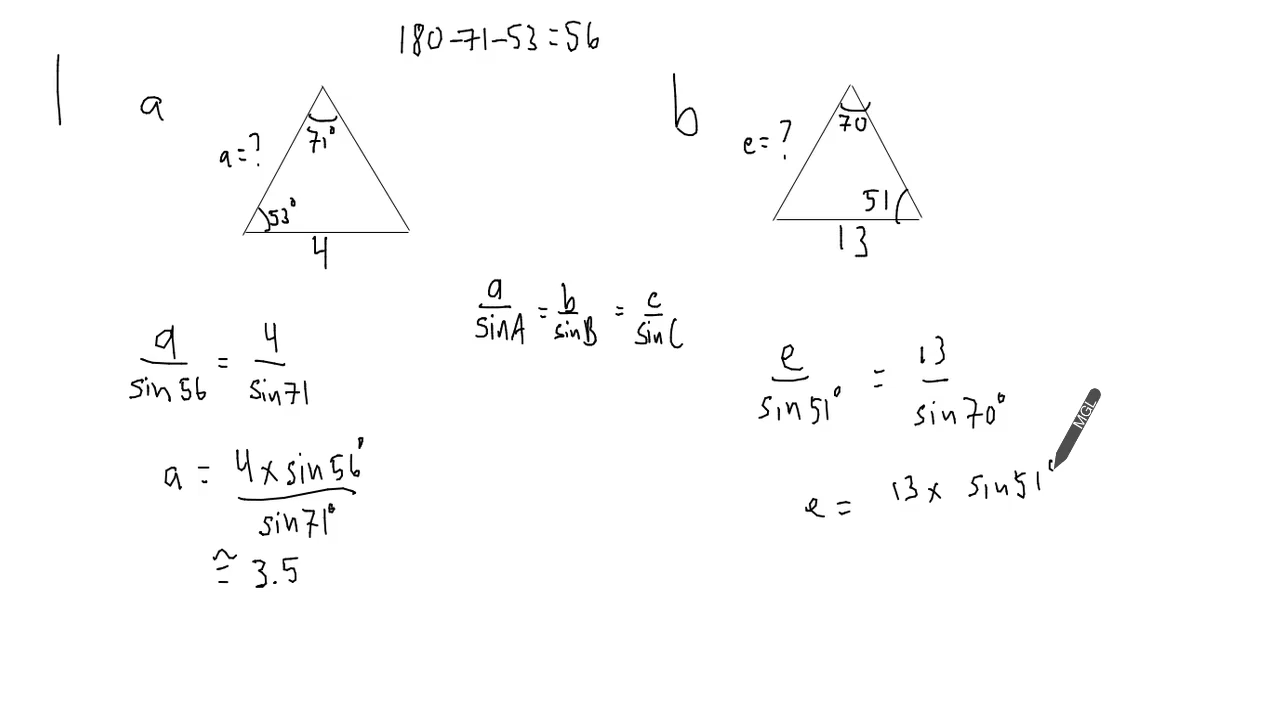 180-71-53=56
1
a
a=?
71°
53°
4
b
e=?
70
51
13
a/sinA = b/sinB = c/sinC
a/sin56 = 4/sin71
a = 4×sin56°/sin71°
≅ 3.5
e/sin51° = 13/sin70°
e = 13× sin51°
MGL